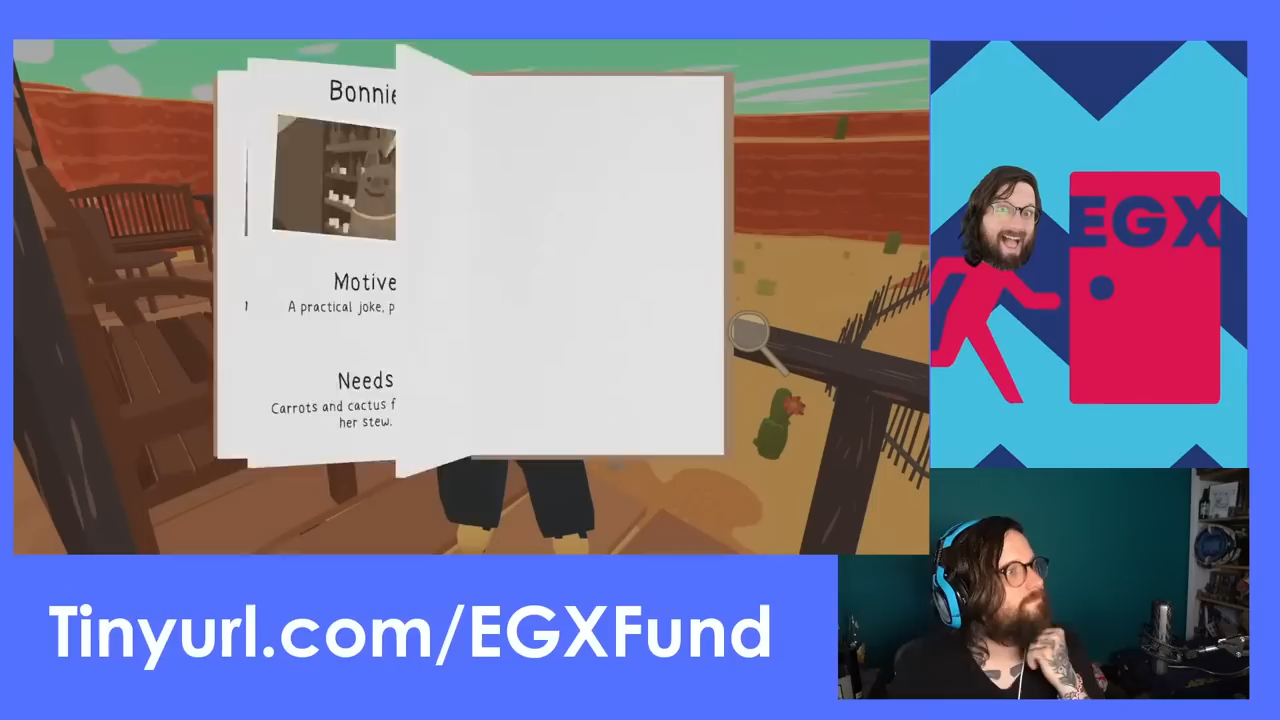 Bonnie
Motive
A practical joke, p
Needs
Carrots and cactus f
her stew.
EGX
Tinyurl.com/EGXFund